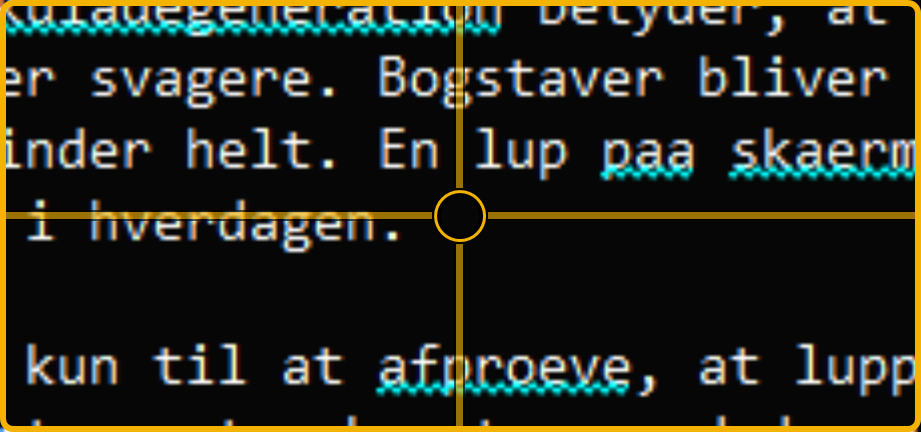 betyder, at
er svagere. Bogstaver bliver
inder helt. En lup paa skaerm
i hverdagen.
kun til at afproeve, at lupp